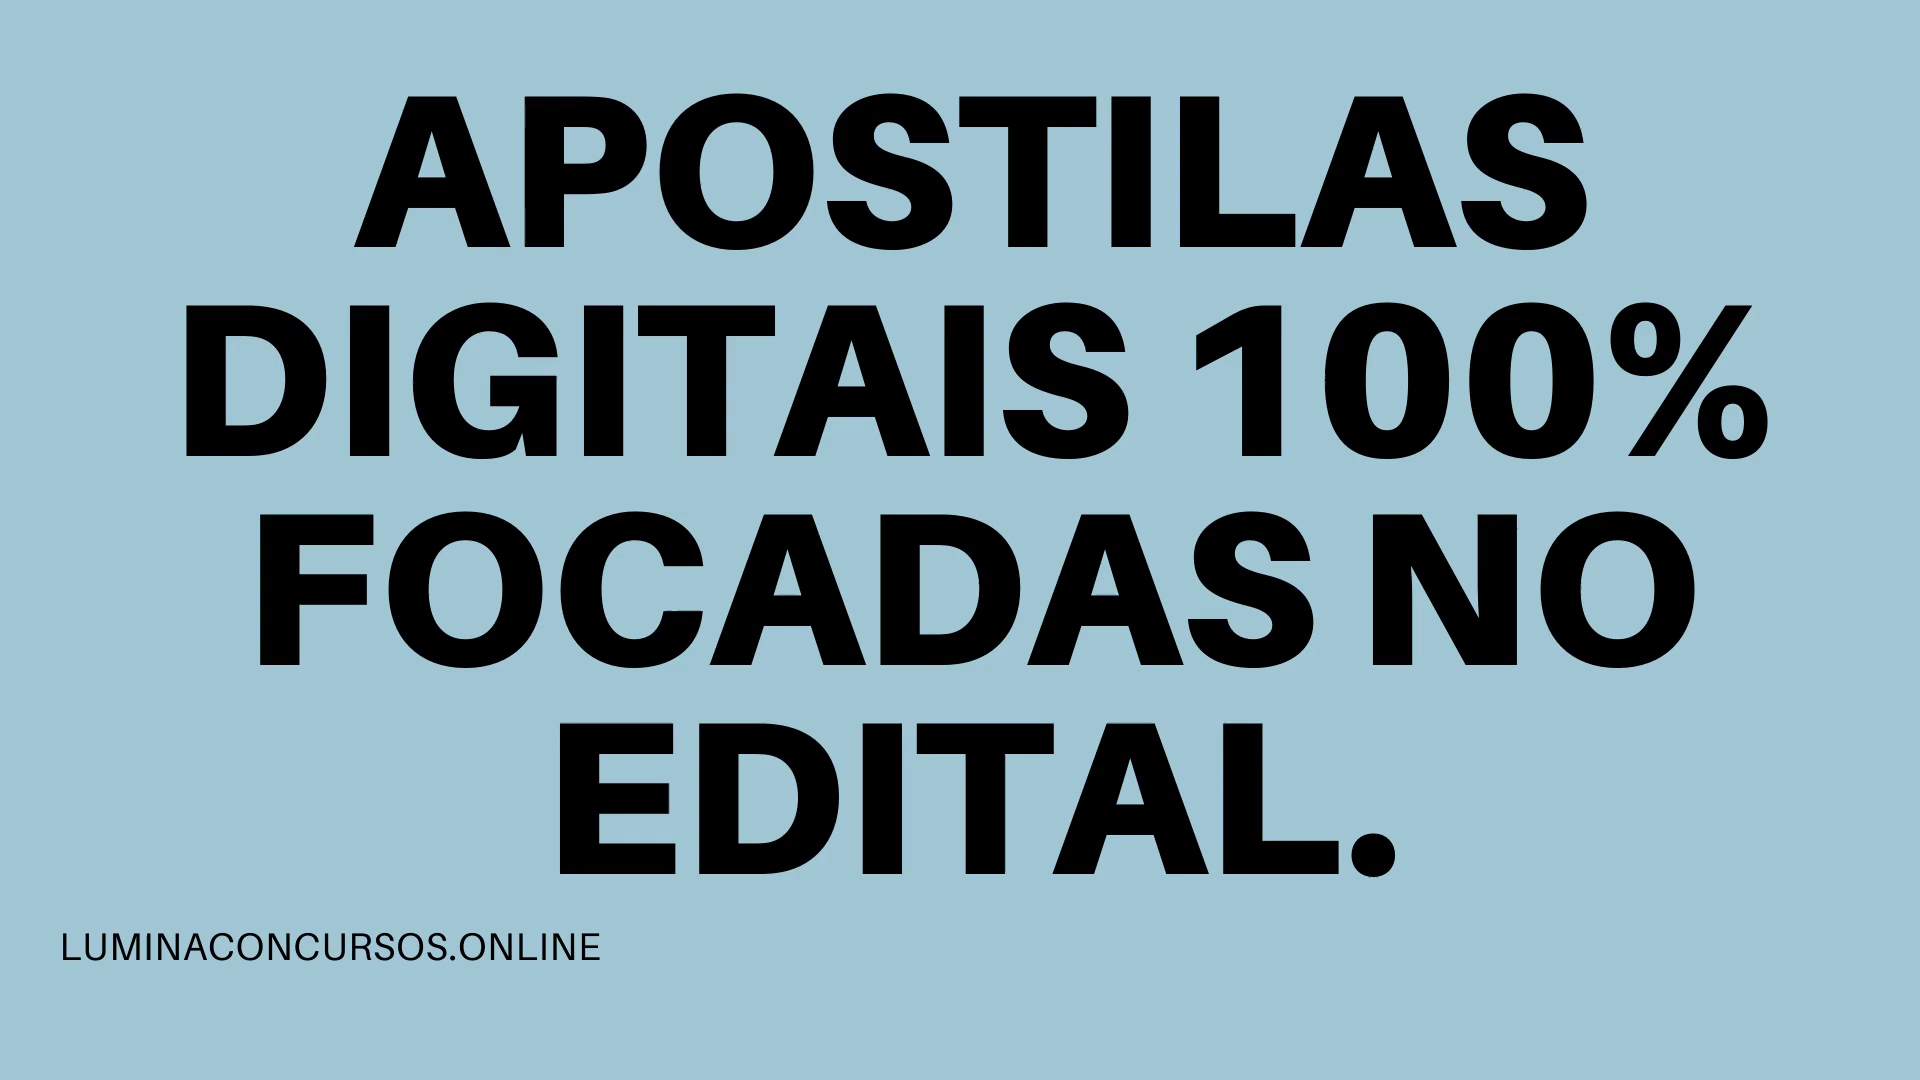 APOSTILAS
DIGITAIS 100%
FOCADAS NO
EDITAL.
LUMINACONCURSOS.ONLINE